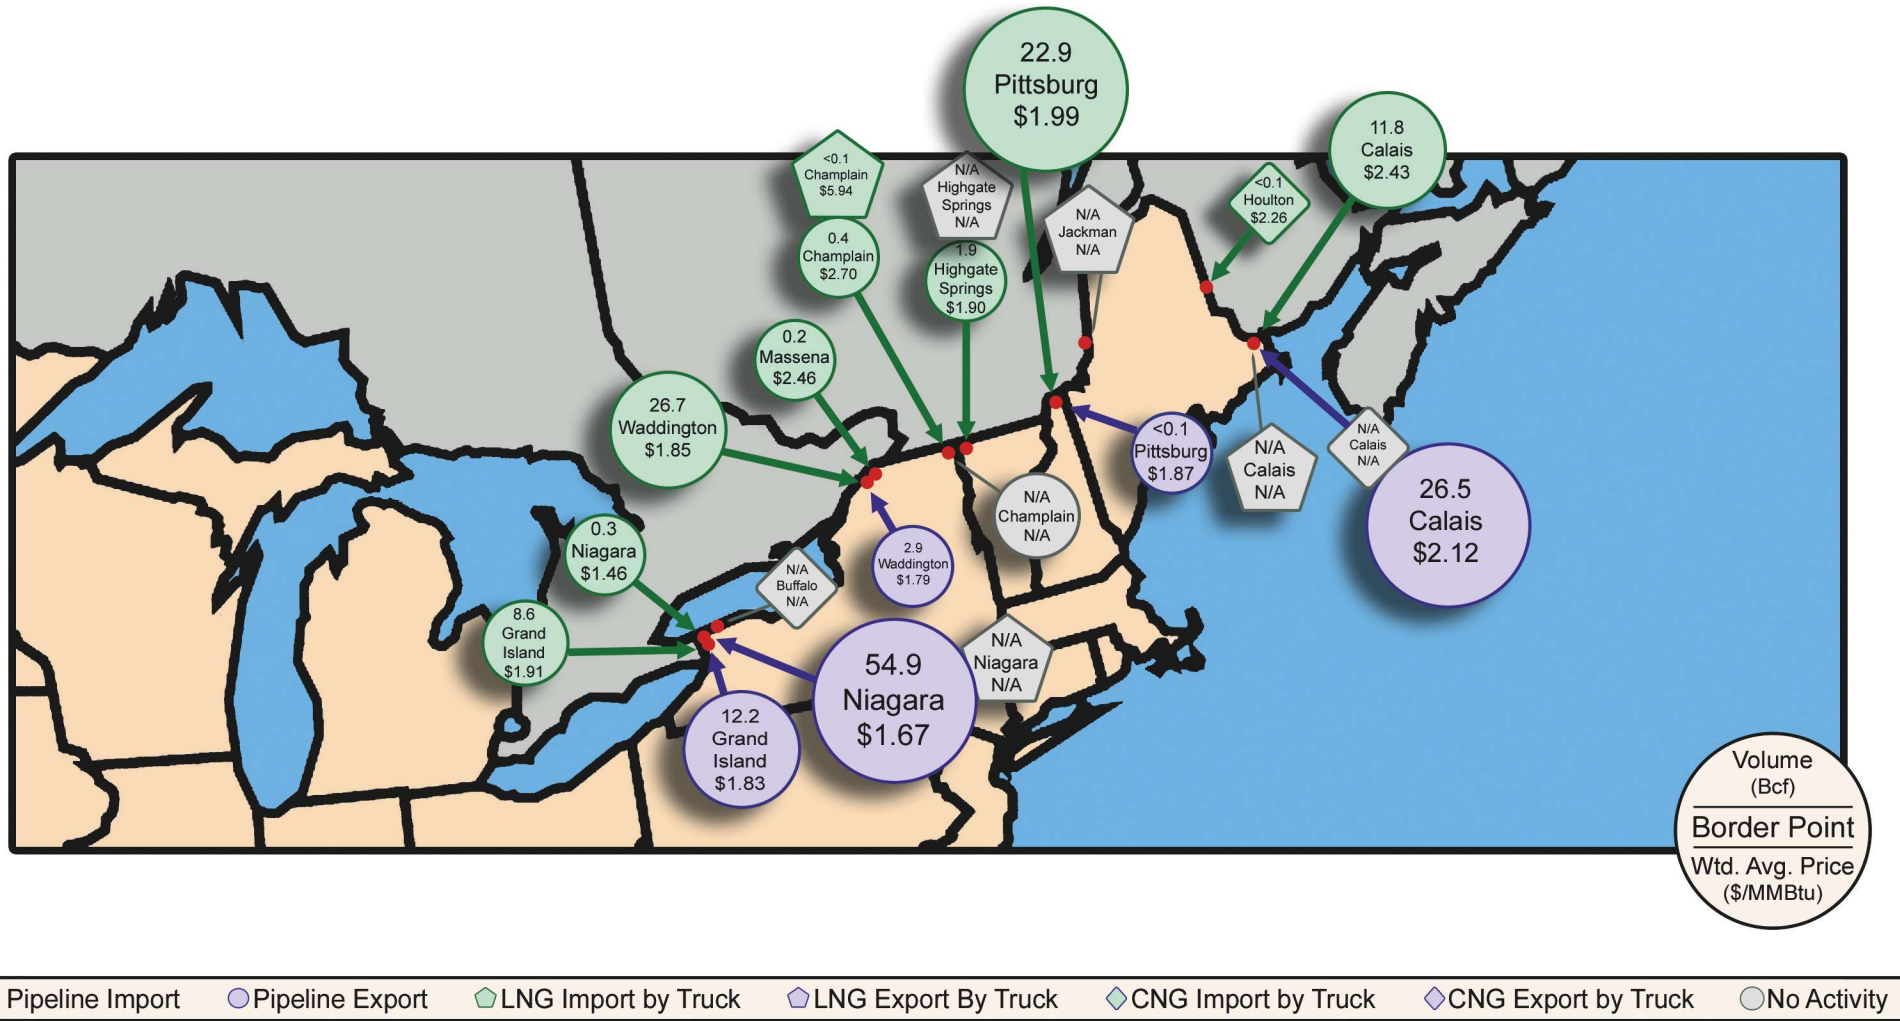 22.9
Pittsburg
$1.99
11.8
Calais
$2.43
<0.1
Champlain
$5.94
N/A
Highgate
Springs
N/A
<0.1
Houlton
$2.26
N/A
Jackman
N/A
0.4
Champlain
$2.70
1.9
Highgate
Springs
$1.90
0.2
Massena
$2.46
26.7
Waddington
$1.85
<0.1
Pittsburg
$1.87
N/A
Calais
N/A
N/A
Calais
N/A
26.5
Calais
$2.12
N/A
Champlain
N/A
0.3
Niagara
$1.46
N/A
Buffalo
N/A
2.9
Waddington
$1.79
8.6
Grand
Island
$1.91
N/A
Niagara
N/A
54.9
Niagara
$1.67
12.2
Grand
Island
$1.83
Volume
(Bcf)
Border Point
Wtd. Avg. Price
($/MMBtu)
Pipeline Import
Pipeline Export
LNG Import by Truck
LNG Export By Truck
CNG Import by Truck
CNG Export by Truck
No Activity